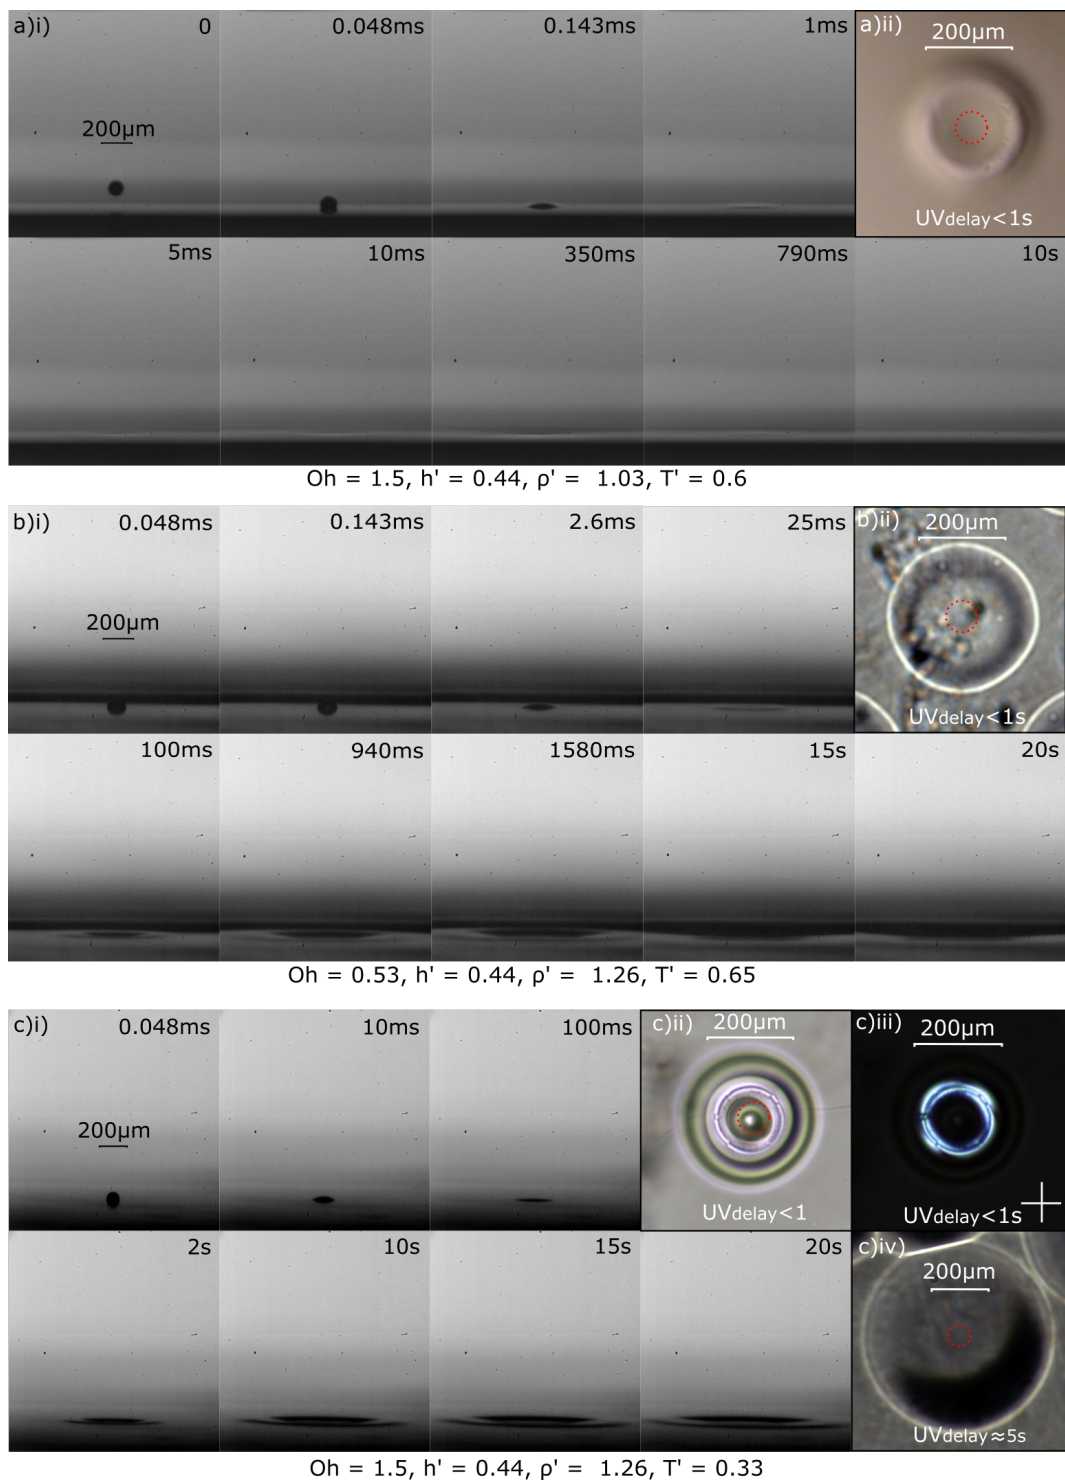 a)i) 0 0.048ms 0.143ms 1ms a)ii)
200µm
200µm
UVdelay<1s
5ms 10ms 350ms 790ms 10s
Oh = 1.5, h' = 0.44, ρ' = 1.03, T' = 0.6
b)i) 0.048ms 0.143ms 2.6ms 25ms b)ii)
200µm
200µm
UVdelay<1s
100ms 940ms 1580ms 15s 20s
Oh = 0.53, h' = 0.44, ρ' = 1.26, T' = 0.65
c)i) 0.048ms 10ms 100ms c)ii) c)iii)
200µm 200µm
200µm
UVdelay<1 UVdelay<1s
2s 10s 15s 20s c)iv)
200µm
UVdelay≈5s
Oh = 1.5, h' = 0.44, ρ' = 1.26, T' = 0.33